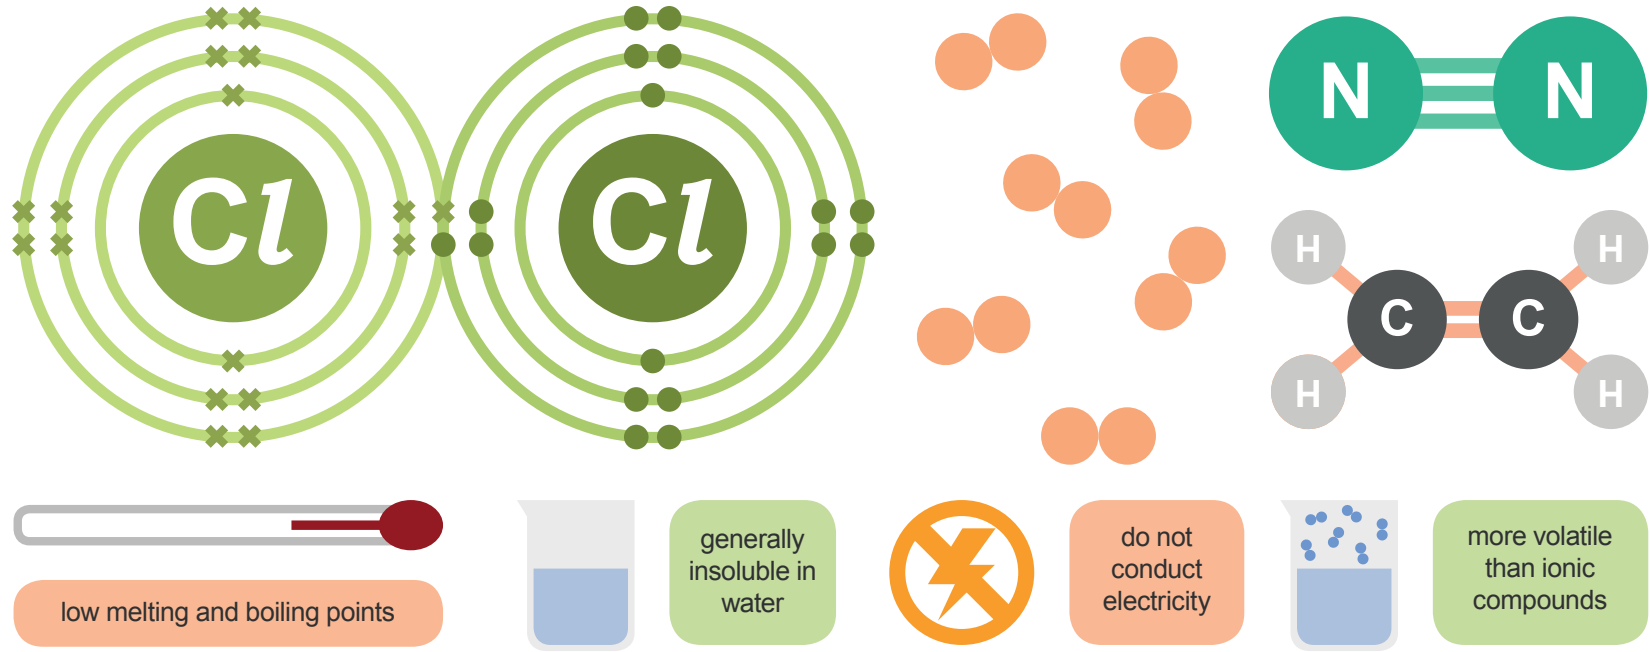 Cl
Cl
N
N
H
H
C
C
H
H
low melting and boiling points
generally
insoluble in
water
do not
conduct
electricity
more volatile
than ionic
compounds